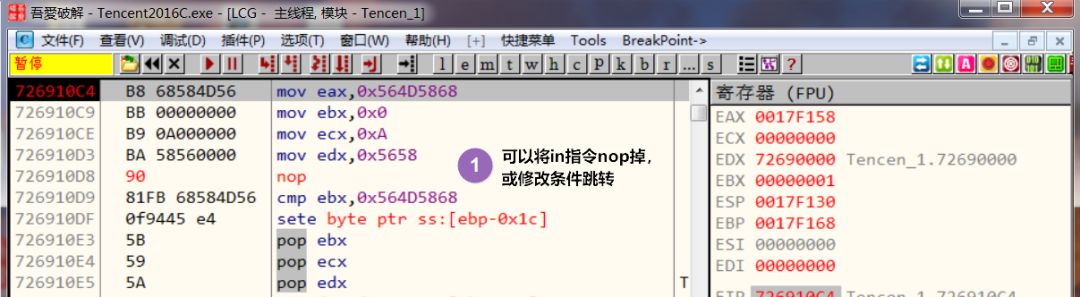 吾愛破解 - Tencent2016C.exe - [LCG - 主线程, 模块 - Tencen_1]
C 文件(F) 查看(V) 调试(D) 插件(P) 选项(T) 窗口(W) 帮助(H) [+] 快捷菜单 Tools BreakPoint->
暂停 l e m t w h c P k b r ... s ? A
726910C4 B8 68584D56 mov eax,0x564D5868
726910C9 BB 00000000 mov ebx,0x0
726910CE B9 0A000000 mov ecx,0xA
726910D3 BA 58560000 mov edx,0x5658
726910D8 90 nop
726910D9 81FB 68584D56 cmp ebx,0x564D5868
726910DF 0f9445 e4 sete byte ptr ss:[ebp-0x1c]
726910E3 5B pop ebx
726910E4 59 pop ecx
726910E5 5A pop edx
T
1
可以将in指令nop掉,
或修改条件跳转
寄存器 (FPU)
EAX 0017F158
ECX 00000000
EDX 72690000 Tencen_1.72690000
EBX 00000001
ESP 0017F130
EBP 0017F168
ESI 00000000
EDI 00000000
EIP 726910C4 Tencen_1.726910C4